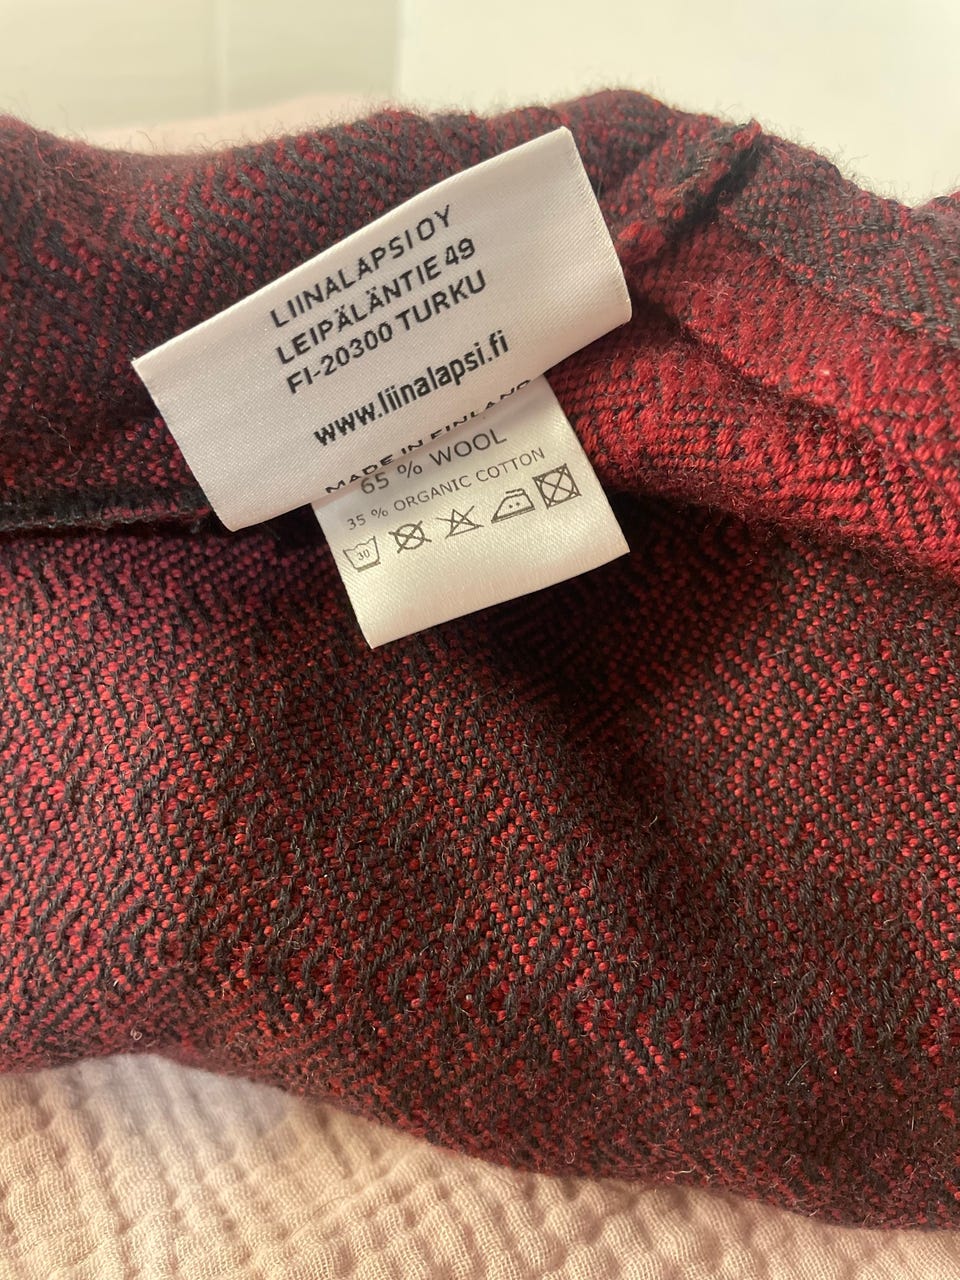 LIINALAPSI OY
LEIPÄLÄNTIE 49
FI-20300 TURKU
www.liinalapsi.fi
MADE IN FINLAND
65 % WOOL
35 % ORGANIC COTTON
30